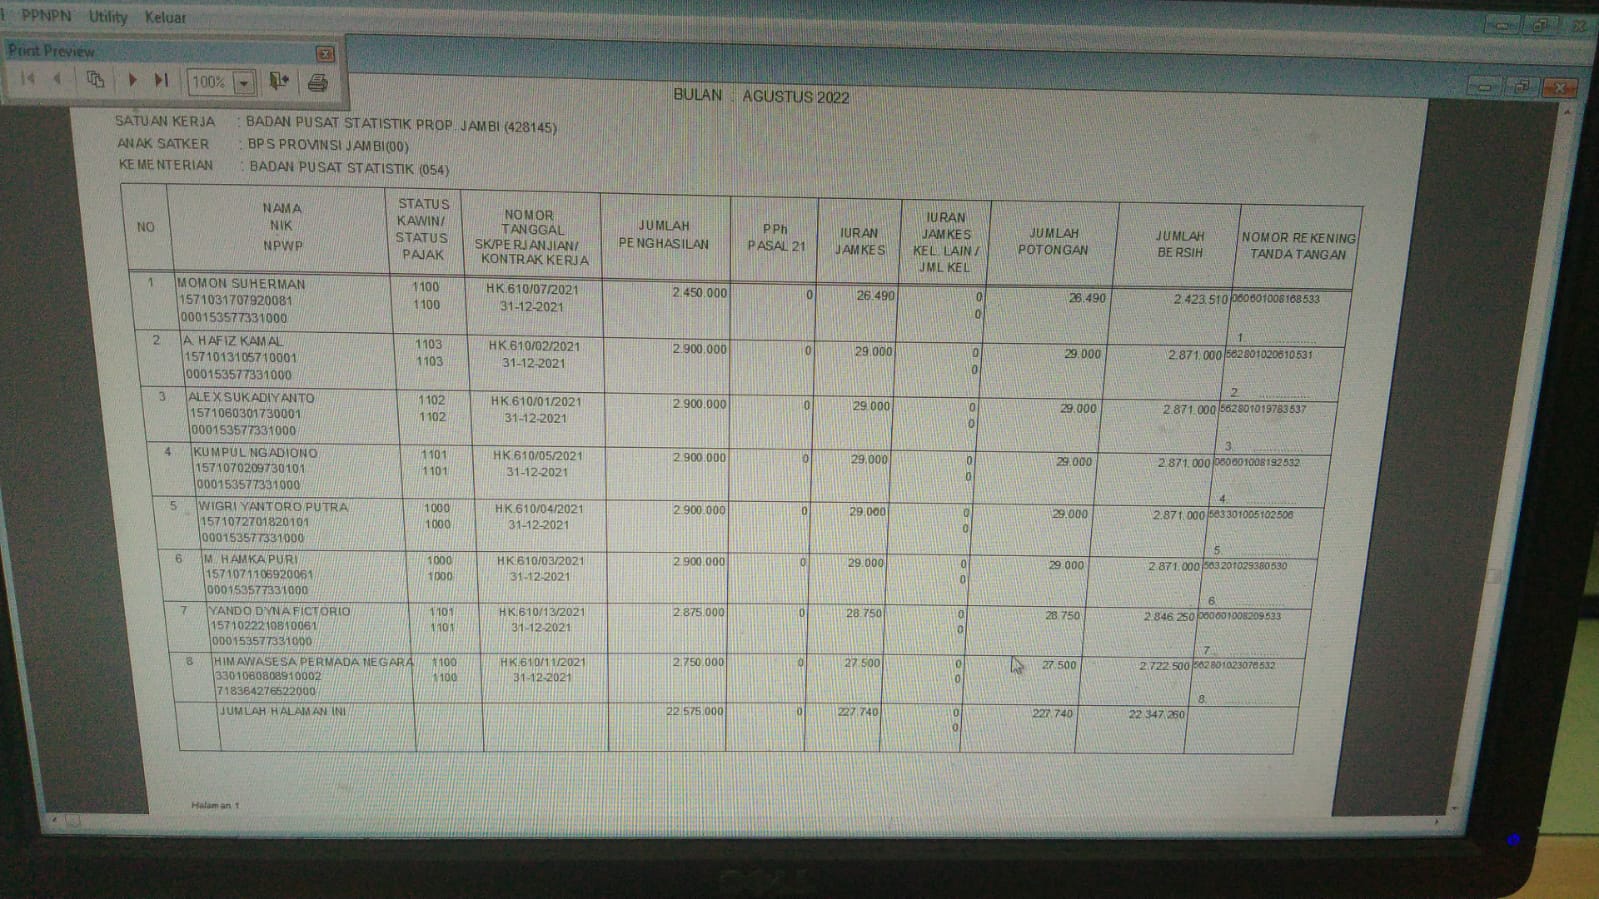 PPNPN Utility Keluar
Print Preview
100%
BULAN : AGUSTUS 2022
SATUAN KERJA : BADAN PUSAT STATISTIK PROP. JAMBI (428145)
ANAK SATKER : BPS PROVINSI JAMBI(00)
KEMENTERIAN : BADAN PUSAT STATISTIK (054)
NO
NAMA
NIK
NPWP
STATUS
KAWIN/
STATUS
PAJAK
NOMOR
TANGGAL
SK/PERJANJIAN/
KONTRAK KERJA
JUMLAH
PENGHASILAN
PPh
PASAL 21
IURAN
JAMKES
IURAN
JAMKES
KEL. LAIN /
JML KEL
JUMLAH
POTONGAN
JUMLAH
BERSIH
NOMOR REKENING
TANDA TANGAN
1 MOMON SUHERMAN 1100 HK.610/07/2021 2.450.000 0 26.490 0 26.490 2.423.510 060601008168533
1571031707920081 1100 31-12-2021 0
000153577331000 1. ................
2 A. HAFIZ KAMAL 1103 HK.610/02/2021 2.900.000 0 29.000 0 29.000 2.871.000 562801020610531
1571013105710001 1103 31-12-2021 0
000153577331000 2. ................
3 ALEX SUKADIYANTO 1102 HK.610/01/2021 2.900.000 0 29.000 0 29.000 2.871.000 562801019783537
1571060301730001 1102 31-12-2021 0
000153577331000 3. ................
4 KUMPUL NGADIONO 1101 HK.610/05/2021 2.900.000 0 29.000 0 29.000 2.871.000 060601008192532
1571070209730101 1101 31-12-2021 0
000153577331000 4. ................
5 WIGRI YANTORO PUTRA 1000 HK.610/04/2021 2.900.000 0 29.000 0 29.000 2.871.000 563301005102506
1571072701820101 1000 31-12-2021 0
000153577331000 5. ................
6 M. HAMKA PURI 1000 HK.610/03/2021 2.900.000 0 29.000 0 29.000 2.871.000 563201029380530
1571071106920061 1000 31-12-2021 0
000153577331000 6. ................
7 YANDO DYNA FICTORIO 1101 HK.610/13/2021 2.875.000 0 28.750 0 28.750 2.846.250 060601008209533
1571022210810061 1101 31-12-2021 0
000153577331000 7. ................
8 HIMAWASESA PERMADA NEGARA 1100 HK.610/11/2021 2.750.000 0 27.500 0 27.500 2.722.500 562801023076532
3301060808910002 1100 31-12-2021 0
718364276522000 8. ................
JUMLAH HALAMAN INI 22.575.000 0 227.740 0 227.740 22.347.260
0
Halaman 1
DELL